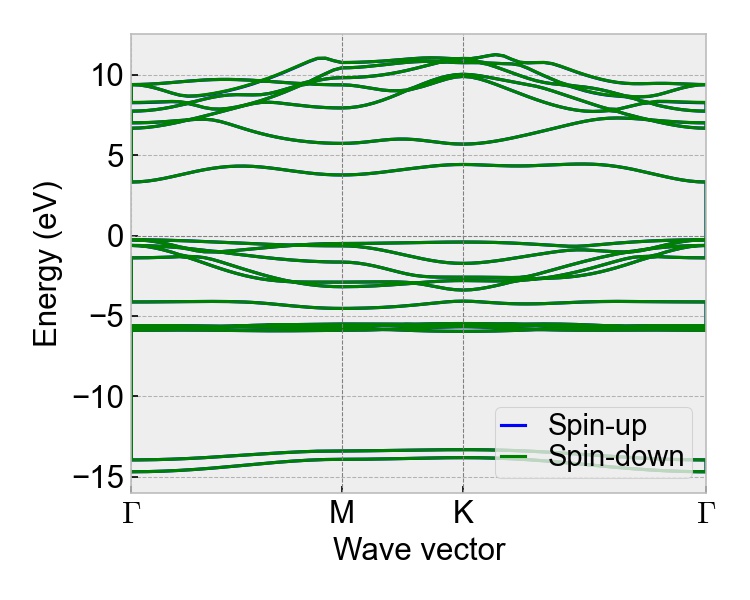 Energy (eV)
10
5
0
−5
−10
−15
Spin-up
Spin-down
Γ M K Γ
Wave vector